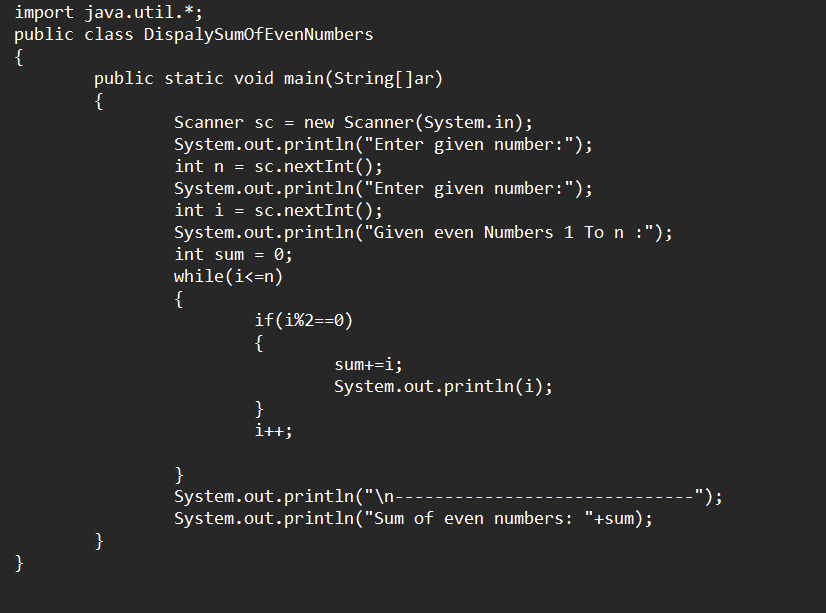 import java.util.*;
public class DispalySumOfEvenNumbers
{
        public static void main(String[]ar)
        {
                Scanner sc = new Scanner(System.in);
                System.out.println("Enter given number:");
                int n = sc.nextInt();
                System.out.println("Enter given number:");
                int i = sc.nextInt();
                System.out.println("Given even Numbers 1 To n :");
                int sum = 0;
                while(i<=n)
                {
                        if(i%2==0)
                        {
                                sum+=i;
                                System.out.println(i);
                        }
                        i++;

                }
                System.out.println("\n------------------------------");
                System.out.println("Sum of even numbers: "+sum);
        }
}